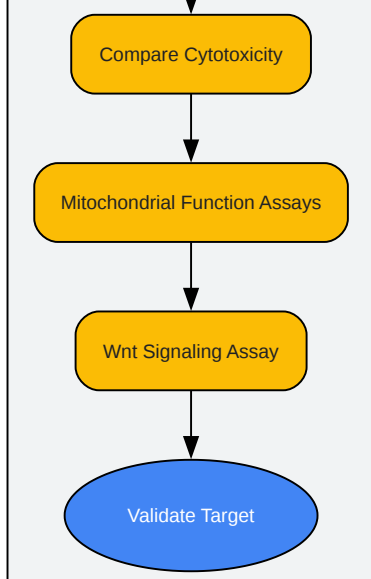 Compare Cytotoxicity
Mitochondrial Function Assays
Wnt Signaling Assay
Validate Target